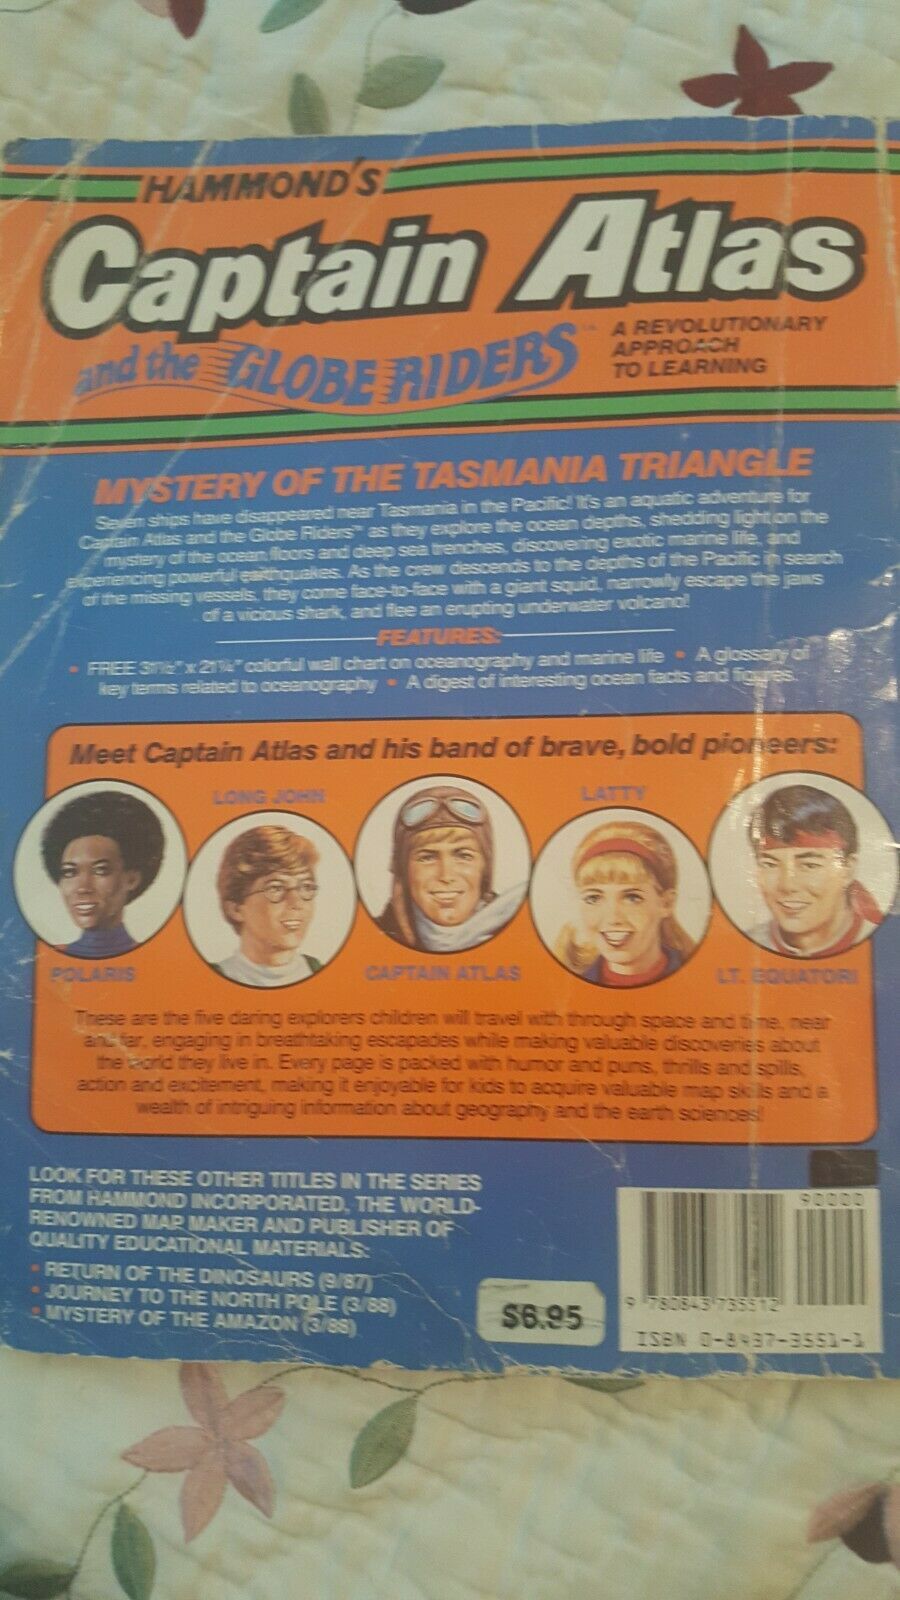 HAMMOND'S
Captain Atlas
and the GLOBE RIDERS™
A REVOLUTIONARY
APPROACH
TO LEARNING
MYSTERY OF THE TASMANIA TRIANGLE
Seven ships have disappeared near Tasmania in the Pacific! It's an aquatic adventure for
Captain Atlas and the Globe Riders™ as they explore the ocean depths, shedding light on the
mystery of the ocean floors and deep sea trenches, discovering exotic marine life, and
experiencing powerful earthquakes. As the crew descends to the depths of the Pacific in search
of the missing vessels, they come face-to-face with a giant squid, narrowly escape the jaws
of a vicious shark, and flee an erupting underwater volcano!
FEATURES:
• FREE 31½" x 21¼" colorful wall chart on oceanography and marine life • A glossary of
key terms related to oceanography • A digest of interesting ocean facts and figures.
Meet Captain Atlas and his band of brave, bold pioneers:
LONG JOHN
LATTY
POLARIS
CAPTAIN ATLAS
LT. EQUATORI
These are the five daring explorers children will travel with through space and time, near
and far, engaging in breathtaking escapades while making valuable discoveries about
the world they live in. Every page is packed with humor and puns, thrills and spills,
action and excitement, making it enjoyable for kids to acquire valuable map skills and a
wealth of intriguing information about geography and the earth sciences!
LOOK FOR THESE OTHER TITLES IN THE SERIES
FROM HAMMOND INCORPORATED, THE WORLD-
RENOWNED MAP MAKER AND PUBLISHER OF
QUALITY EDUCATIONAL MATERIALS:
• RETURN OF THE DINOSAURS (9/87)
• JOURNEY TO THE NORTH POLE (3/88)
• MYSTERY OF THE AMAZON (3/88)
$6.95
90000
9 780843 735512
ISBN 0-8437-3551-1